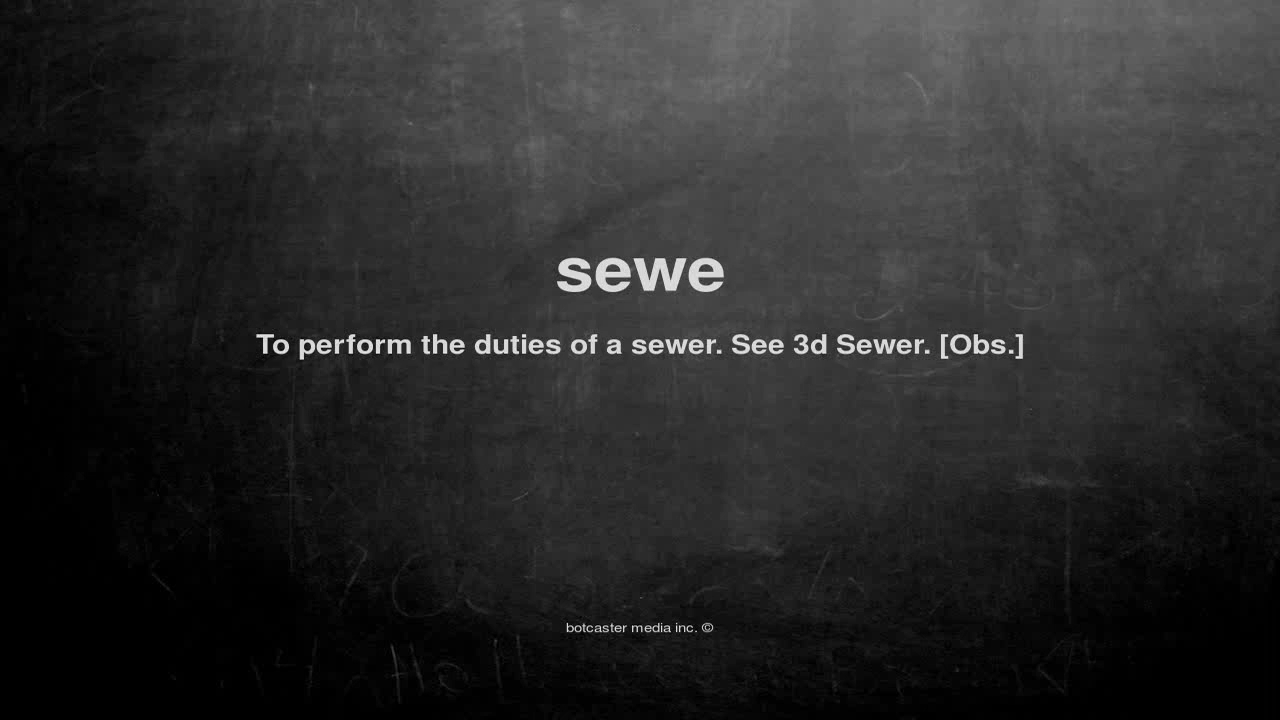 sewe
To perform the duties of a sewer. See 3d Sewer. [Obs.]
botcaster media inc. ©